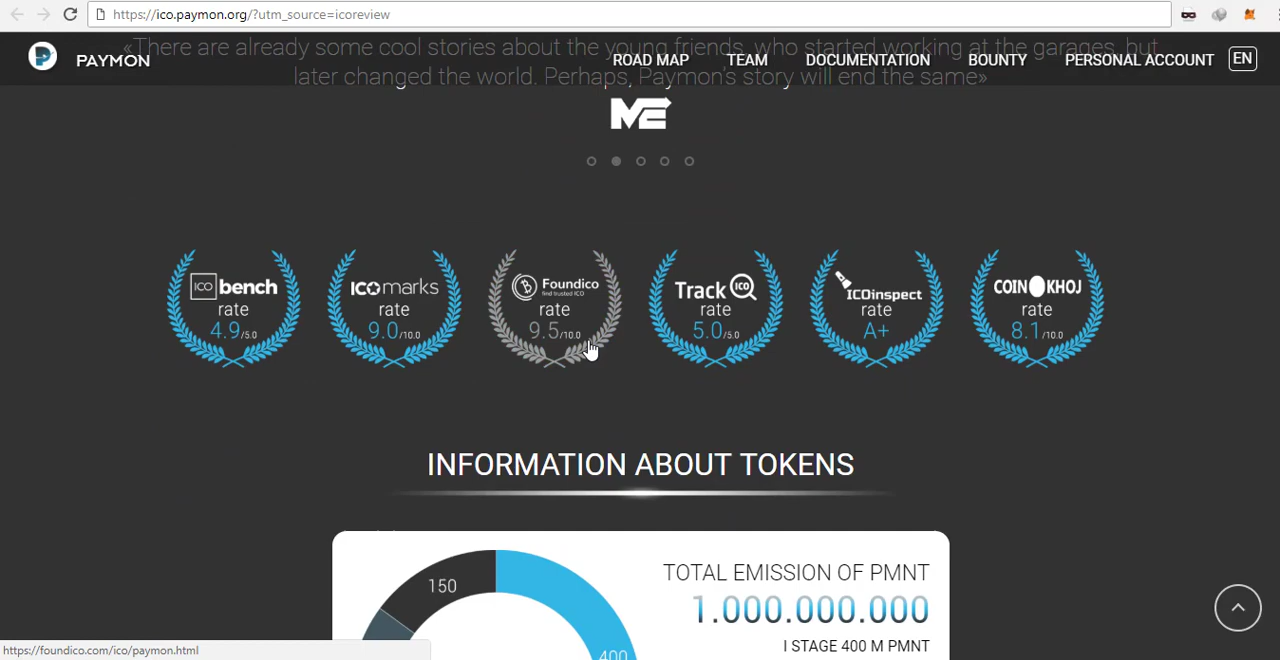 https://ico.paymon.org/?utm_source=icoreview
«There are already some cool stories about the young friends, who started working at the garages, but
PAYMON
ROAD MAP TEAM DOCUMENTATION BOUNTY PERSONAL ACCOUNT EN
later changed the world. Perhaps, Paymon's story will end the same»
ME
ICO bench
rate
4.9/5.0
ICOmarks
rate
9.0/10.0
Foundico
find trusted ICO
rate
9.5/10.0
Track ICO
rate
5.0/5.0
ICOinspect
rate
A+
COIN KHOJ
rate
8.1/10.0
INFORMATION ABOUT TOKENS
150
400
TOTAL EMISSION OF PMNT
1.000.000.000
I STAGE 400 M PMNT
https://foundico.com/ico/paymon.html